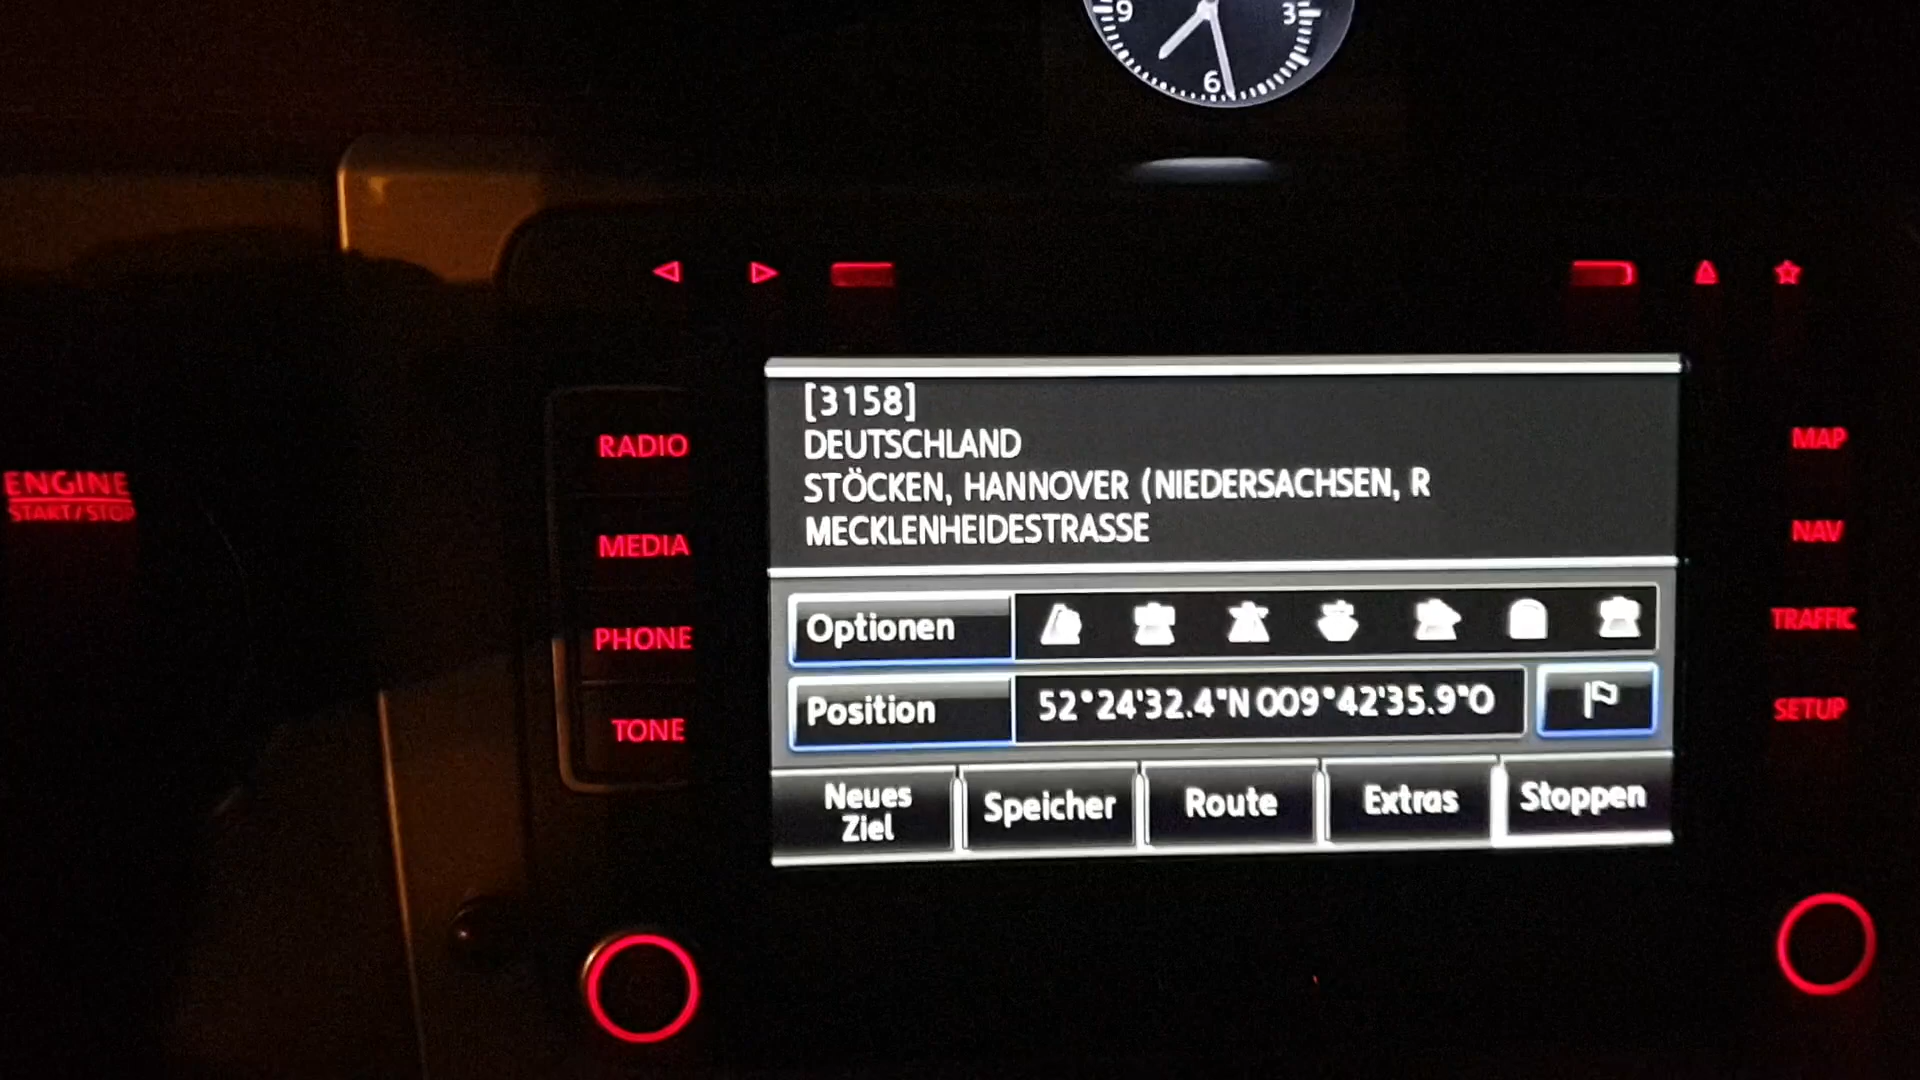 9 3
6
ENGINE
START/STOP
RADIO
MEDIA
PHONE
TONE
[3158]
DEUTSCHLAND
STÖCKEN, HANNOVER (NIEDERSACHSEN, R
MECKLENHEIDESTRASSE
Optionen
Position 52°24'32.4"N 009°42'35.9"O
Neues Ziel
Speicher
Route
Extras
Stoppen
MAP
NAV
TRAFFIC
SETUP